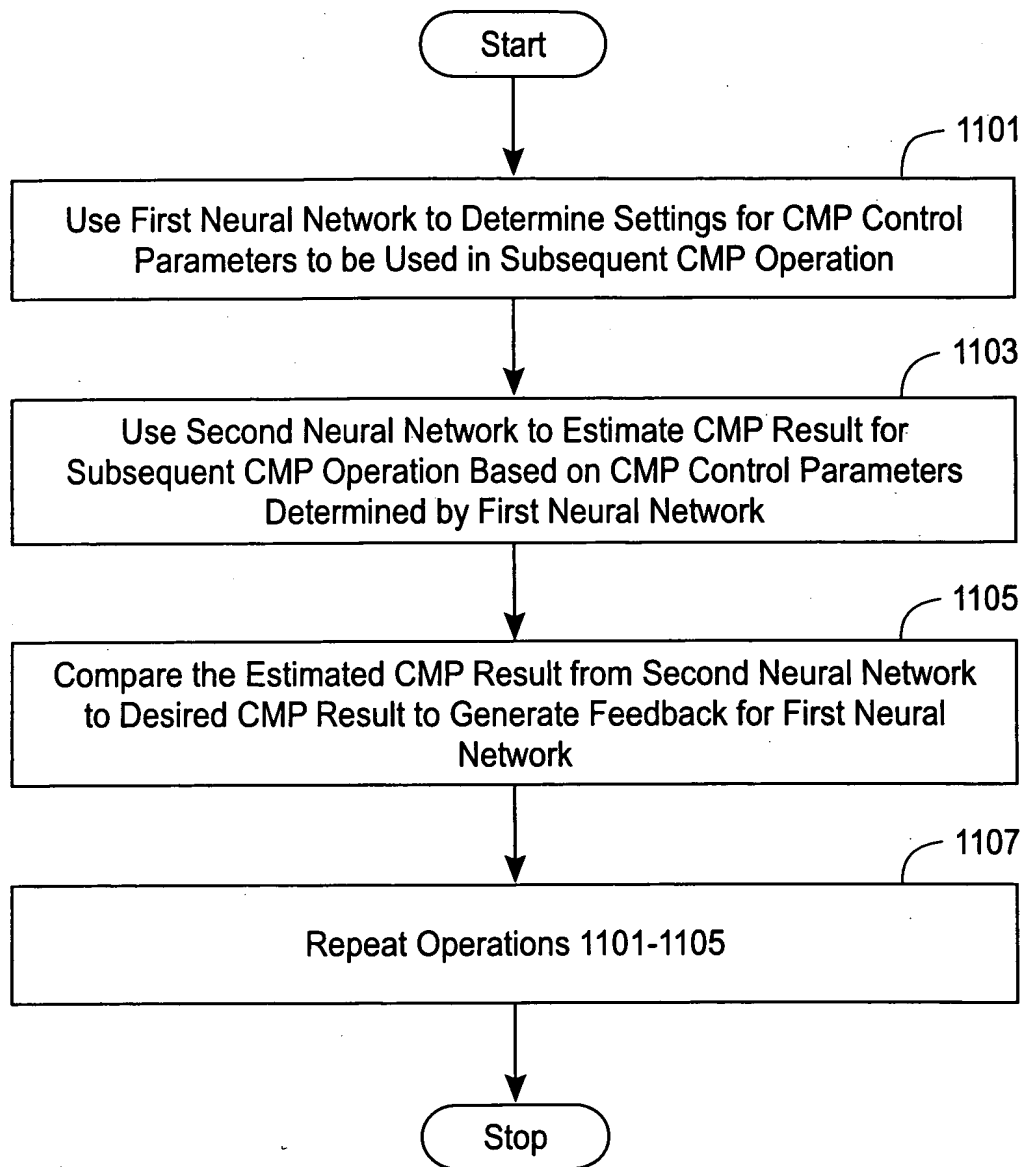 Start
1101
Use First Neural Network to Determine Settings for CMP Control
Parameters to be Used in Subsequent CMP Operation
1103
Use Second Neural Network to Estimate CMP Result for
Subsequent CMP Operation Based on CMP Control Parameters
Determined by First Neural Network
1105
Compare the Estimated CMP Result from Second Neural Network
to Desired CMP Result to Generate Feedback for First Neural
Network
1107
Repeat Operations 1101-1105
Stop